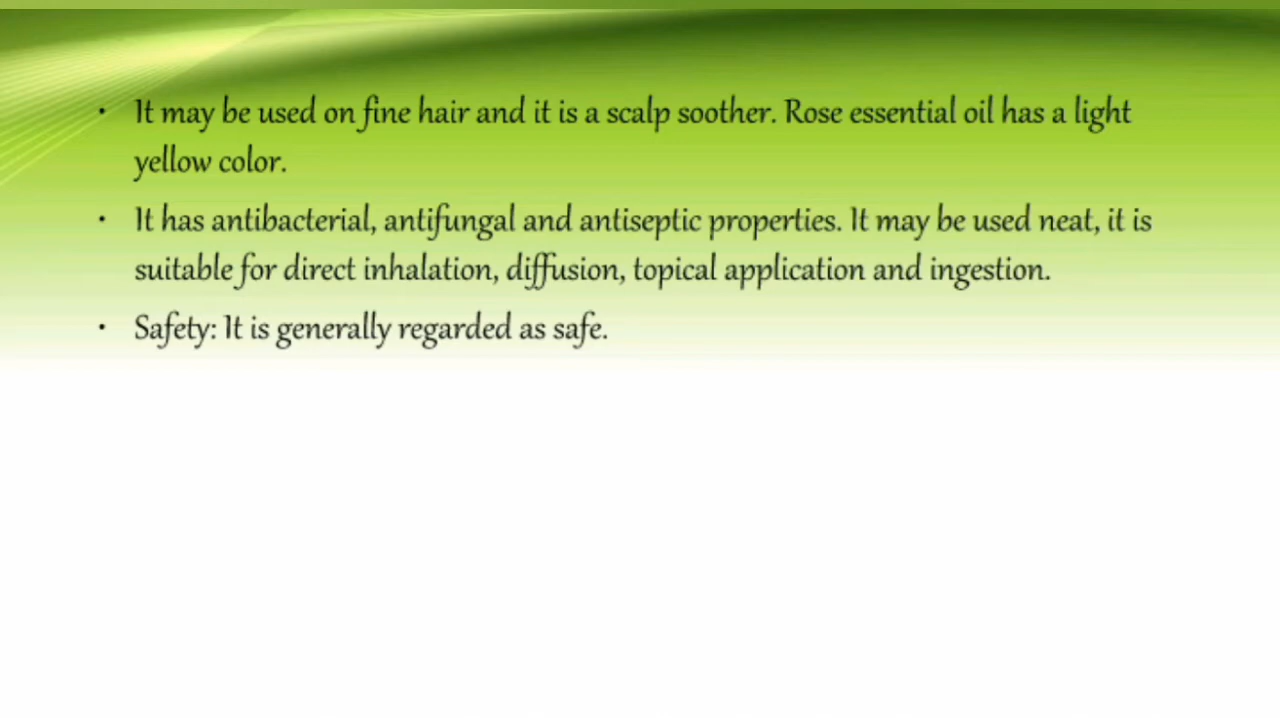 • It may be used on fine hair and it is a scalp soother. Rose essential oil has a light
yellow color.
• It has antibacterial, antifungal and antiseptic properties. It may be used neat, it is
suitable for direct inhalation, diffusion, topical application and ingestion.
• Safety: It is generally regarded as safe.